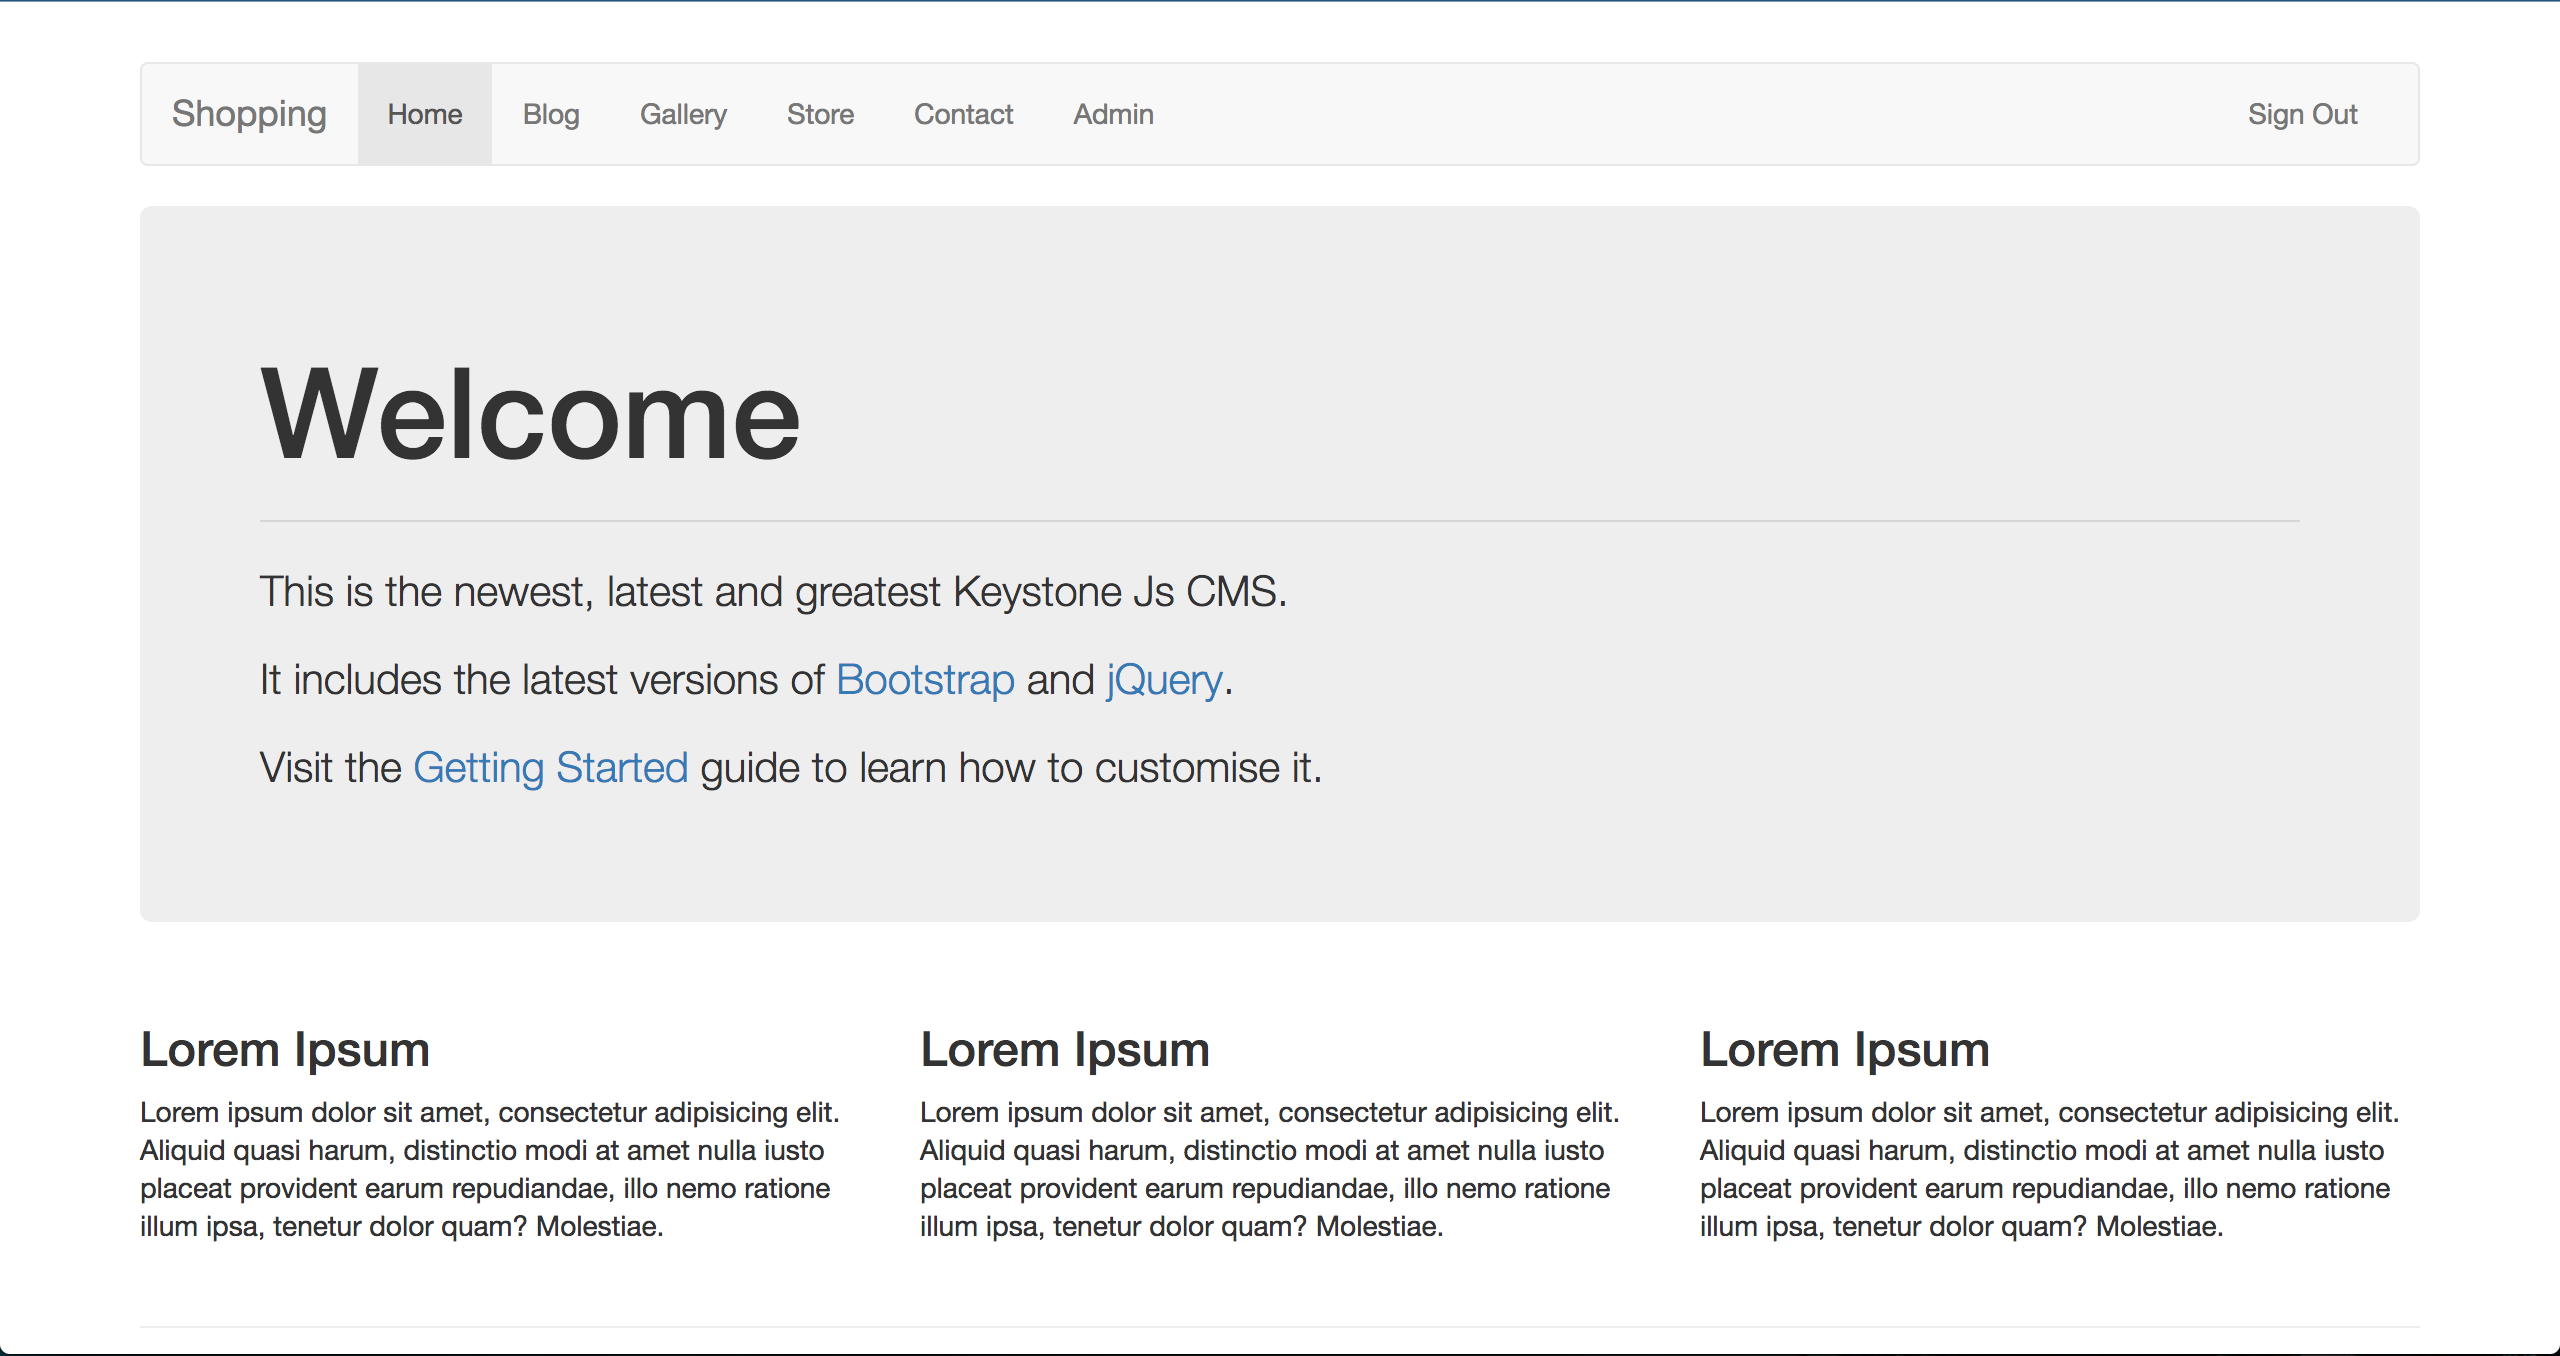 Shopping Home Blog Gallery Store Contact Admin Sign Out
Welcome
This is the newest, latest and greatest Keystone Js CMS.
It includes the latest versions of Bootstrap and jQuery.
Visit the Getting Started guide to learn how to customise it.
Lorem Ipsum
Lorem ipsum dolor sit amet, consectetur adipisicing elit.
Aliquid quasi harum, distinctio modi at amet nulla iusto
placeat provident earum repudiandae, illo nemo ratione
illum ipsa, tenetur dolor quam? Molestiae.
Lorem Ipsum
Lorem ipsum dolor sit amet, consectetur adipisicing elit.
Aliquid quasi harum, distinctio modi at amet nulla iusto
placeat provident earum repudiandae, illo nemo ratione
illum ipsa, tenetur dolor quam? Molestiae.
Lorem Ipsum
Lorem ipsum dolor sit amet, consectetur adipisicing elit.
Aliquid quasi harum, distinctio modi at amet nulla iusto
placeat provident earum repudiandae, illo nemo ratione
illum ipsa, tenetur dolor quam? Molestiae.